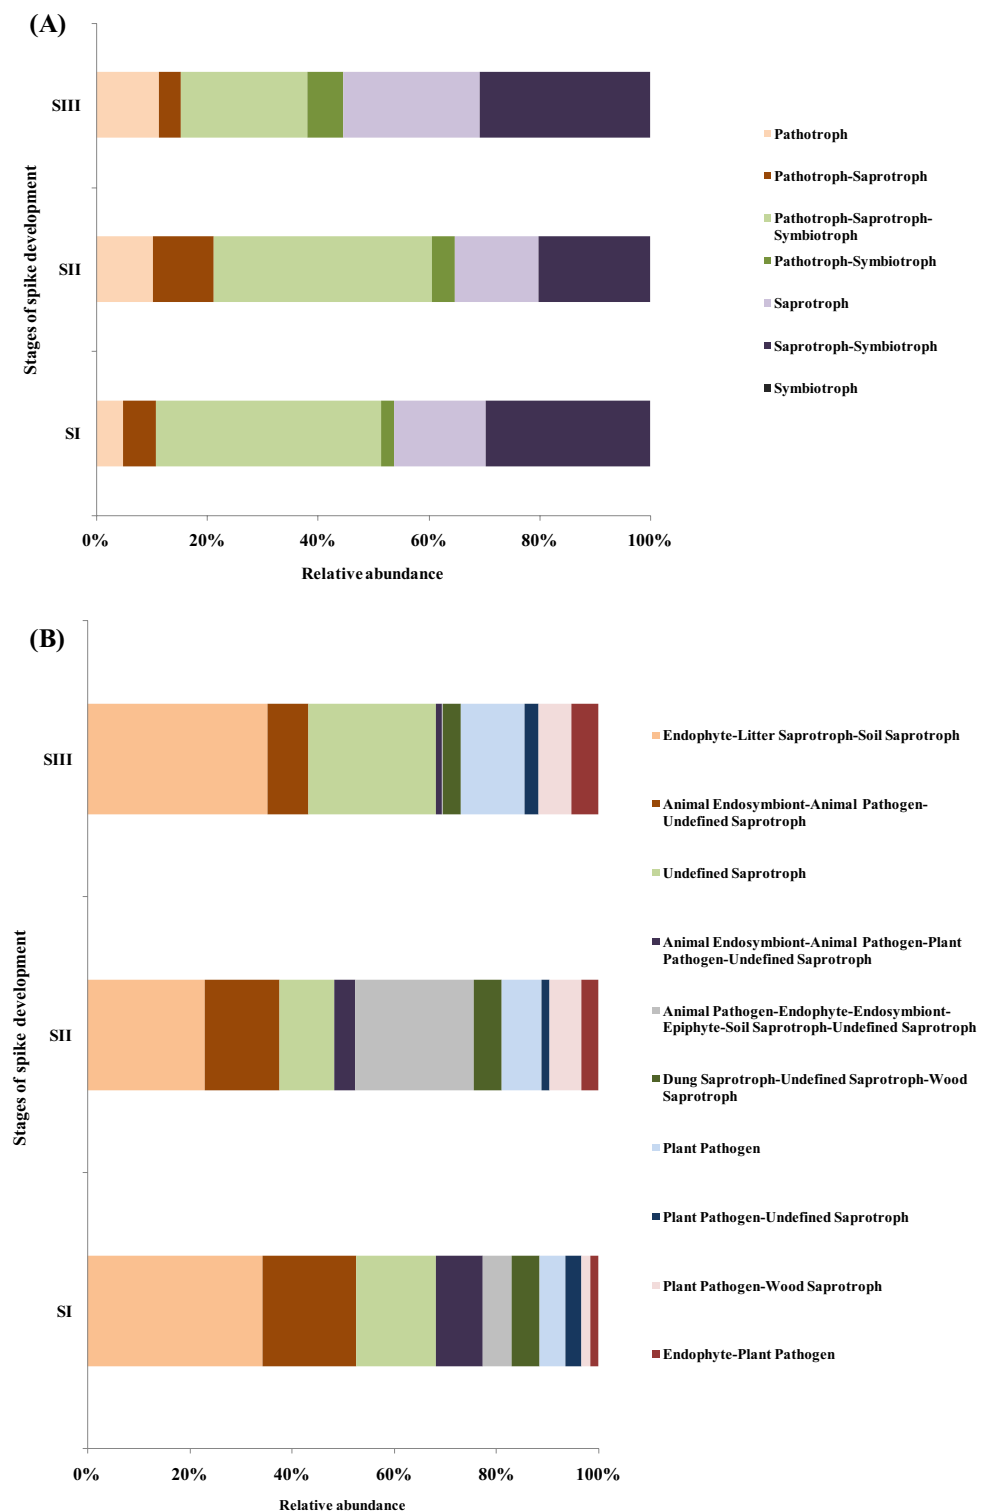 (A)
SIII
SII
SI
Stages of spike development
0% 20% 40% 60% 80% 100%
Relative abundance
Pathotroph
Pathotroph-Saprotroph
Pathotroph-Saprotroph-
Symbiotroph
Pathotroph-Symbiotroph
Saprotroph
Saprotroph-Symbiotroph
Symbiotroph
(B)
SIII
SII
SI
Stages of spike development
0% 20% 40% 60% 80% 100%
Relative abundance
Endophyte-Litter Saprotroph-Soil Saprotroph
Animal Endosymbiont-Animal Pathogen-
Undefined Saprotroph
Undefined Saprotroph
Animal Endosymbiont-Animal Pathogen-Plant
Pathogen-Undefined Saprotroph
Animal Pathogen-Endophyte-Endosymbiont-
Epiphyte-Soil Saprotroph-Undefined Saprotroph
Dung Saprotroph-Undefined Saprotroph-Wood
Saprotroph
Plant Pathogen
Plant Pathogen-Undefined Saprotroph
Plant Pathogen-Wood Saprotroph
Endophyte-Plant Pathogen